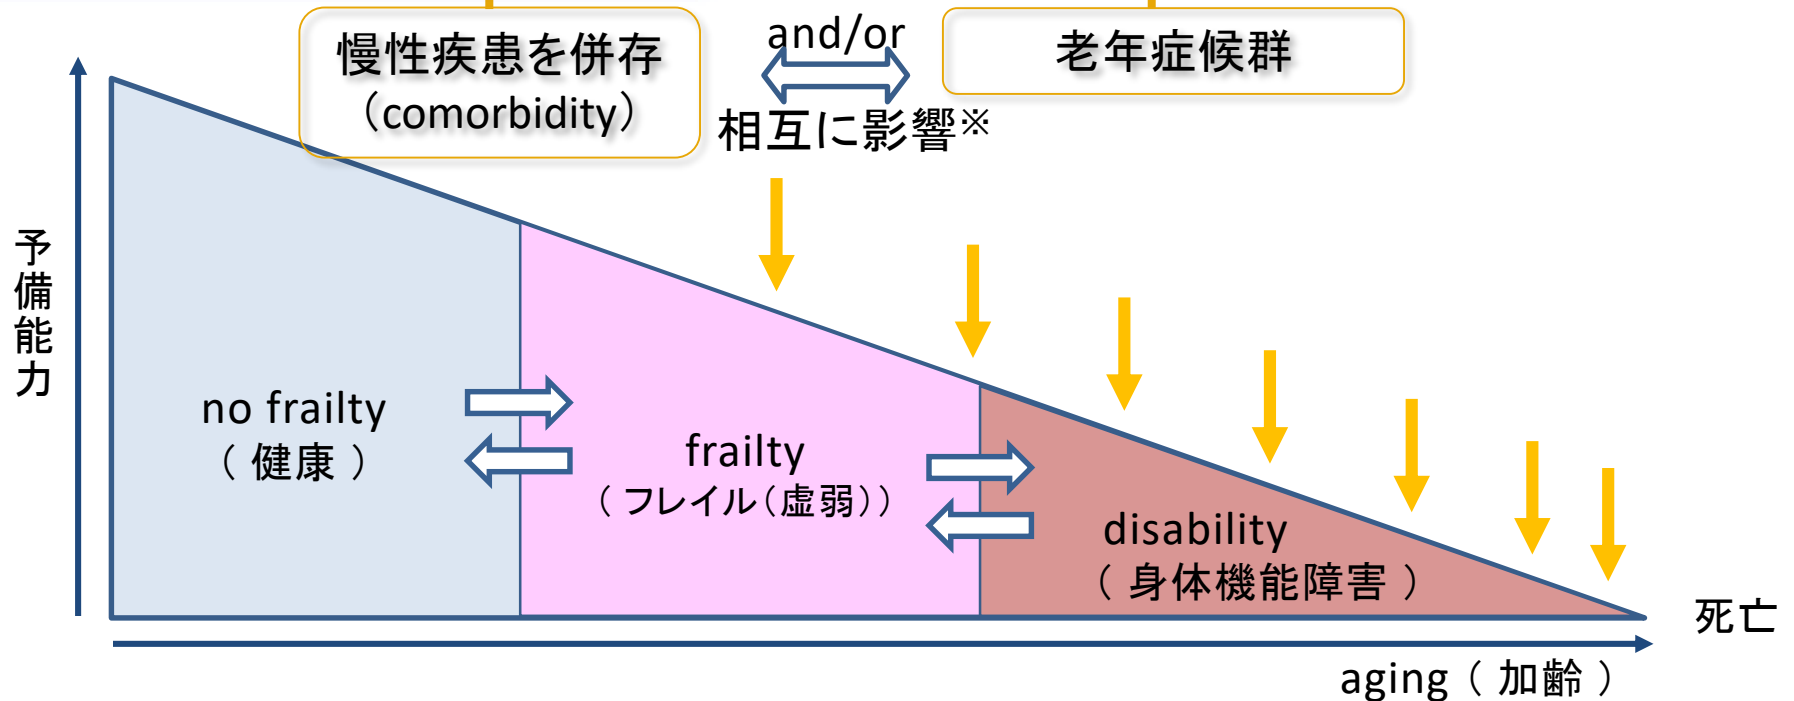 慢性疾患を併存
（comorbidity）
and/or
相互に影響※
老年症候群
予備能力
no frailty
（ 健康 ）
frailty
（ フレイル（虚弱））
disability
（ 身体機能障害 ）
死亡
aging （ 加齢 ）